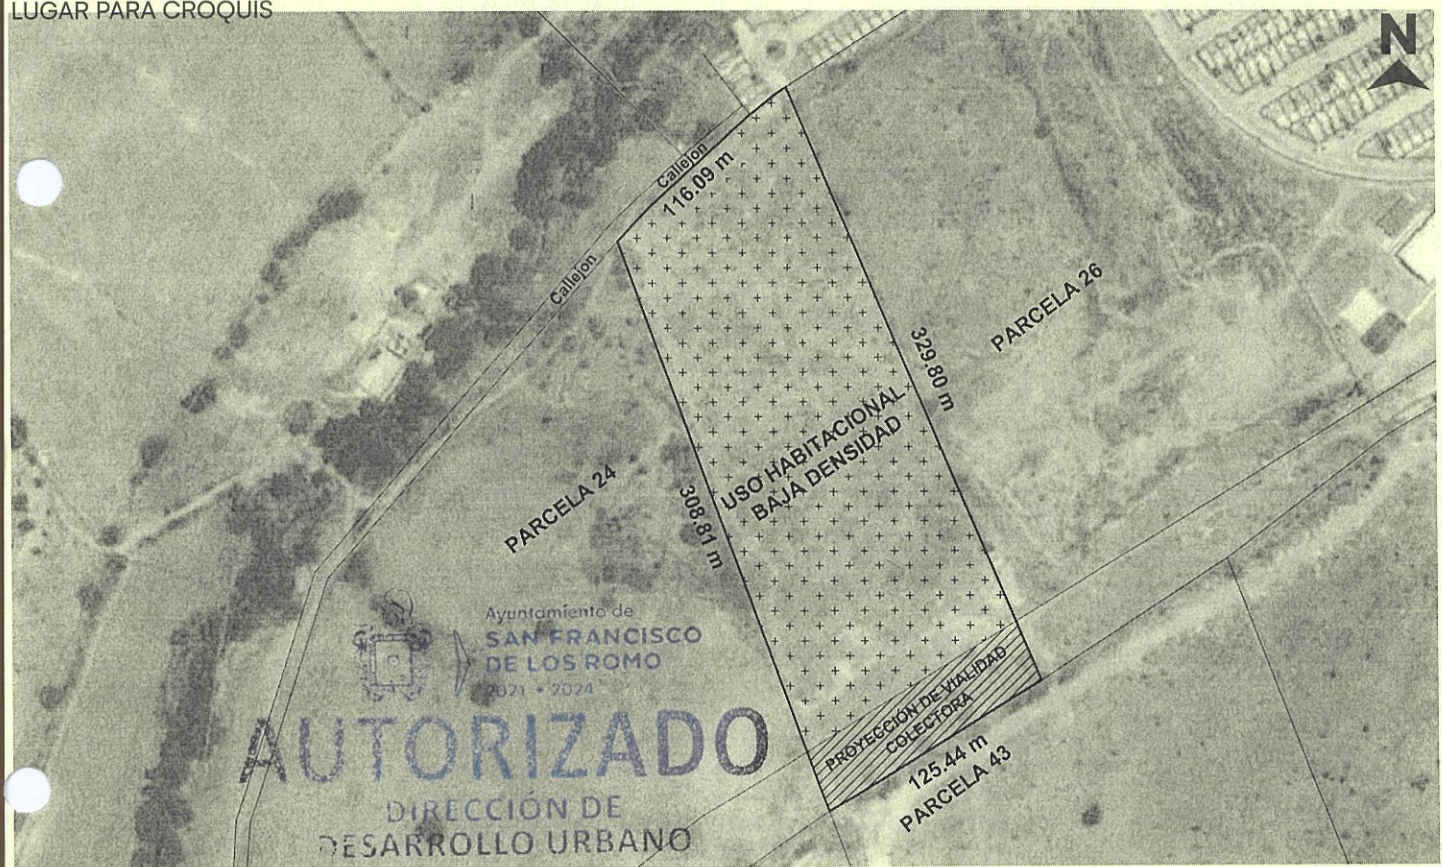 LUGAR PARA CROQUIS
N
Callejon
116.09 m
Callejon
PARCELA 26
329.80 m
USO HABITACIONAL
BAJA DENSIDAD
PARCELA 24
308.81 m
Ayuntamiento de
SAN FRANCISCO
DE LOS ROMO
2021 • 2024
AUTORIZADO
DIRECCIÓN DE
DESARROLLO URBANO
PROYECCIÓN DE VIALIDAD
COLECTORA
125.44 m
PARCELA 43